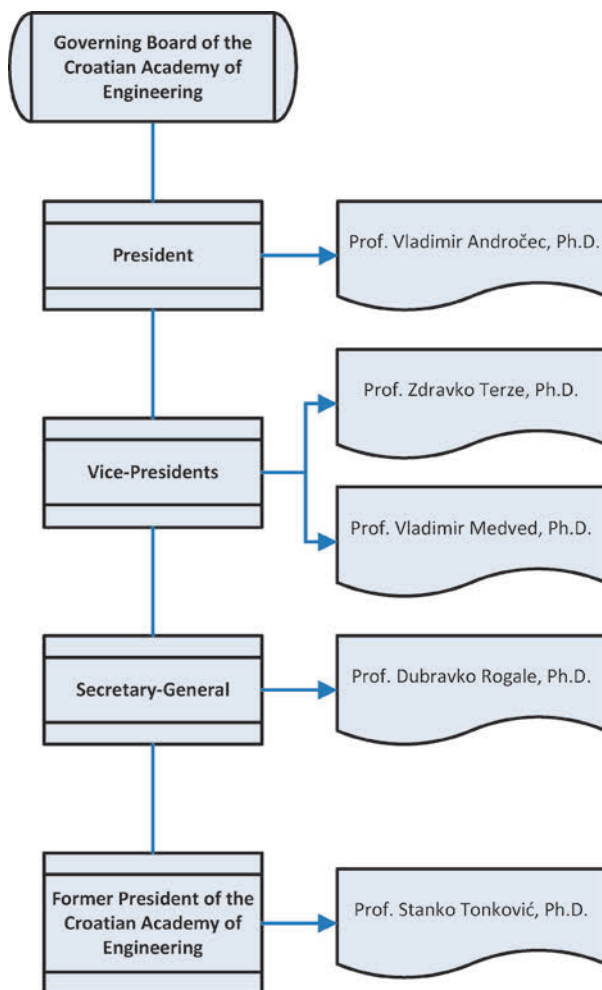 Governing Board of the
Croatian Academy of
Engineering
President
Prof. Vladimir Andročec, Ph.D.
Vice-Presidents
Prof. Zdravko Terze, Ph.D.
Prof. Vladimir Medved, Ph.D.
Secretary-General
Prof. Dubravko Rogale, Ph.D.
Former President of the
Croatian Academy of
Engineering
Prof. Stanko Tonković, Ph.D.